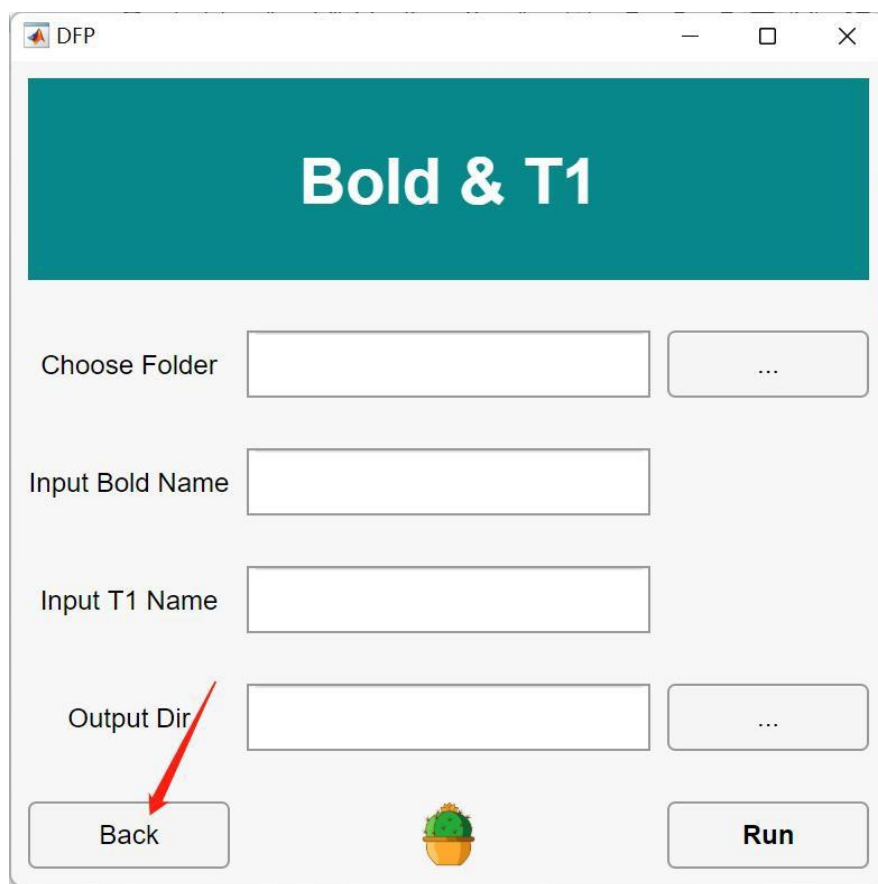 DFP
Bold & T1
Choose Folder
...
Input Bold Name
Input T1 Name
Output Dir
...
Back
Run